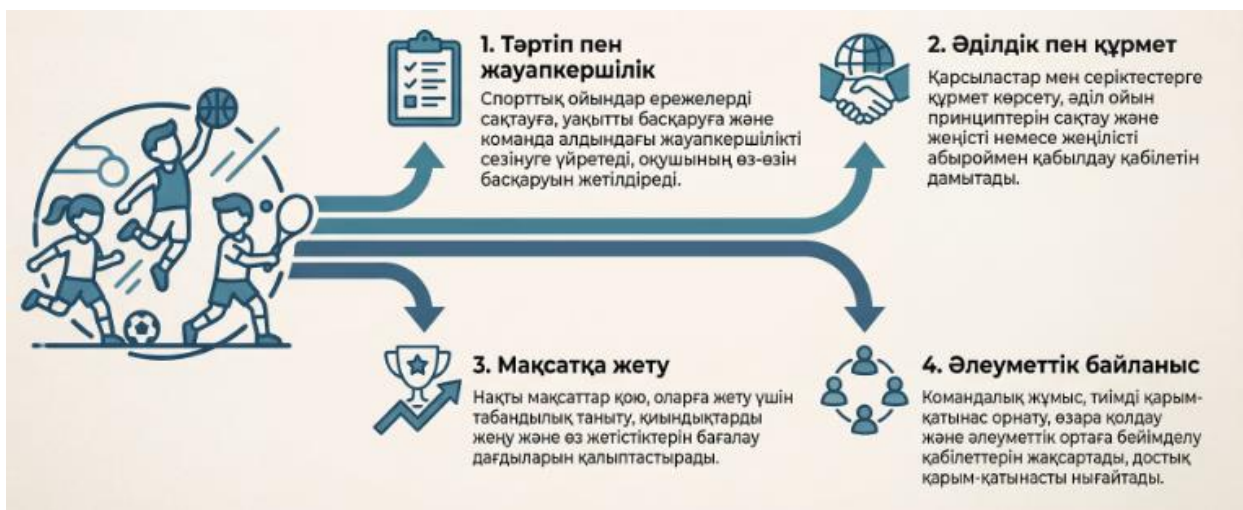 1. Тәртіп пен
жауапкершілік
Спорттық ойындар ережелерді
сақтауға, уақытты басқаруға және
команда алдындағы жауапкершілікті
сезінуге үйретеді, оқушының өз-өзін
басқаруын жетілдіреді.
2. Әділдік пен құрмет
Қарсыластар мен серіктестерге
құрмет көрсету, әділ ойын
принциптерін сақтау және
жеңісті немесе жеңілісті
абыроймен қабылдау қабілетін
дамытады.
3. Мақсатқа жету
Нақты мақсаттар қою, оларға жету үшін
табандылық таныту, қиындықтарды
жеңу және өз жетістіктерін бағалау
дағдыларын қалыптастырады.
4. Әлеуметтік байланыс
Командалық жұмыс, тиімді қарым-
қатынас орнату, өзара қолдау
және әлеуметтік ортаға бейімделу
қабілеттерін жақсартады, достық
қарым-қатынасты нығайтады.